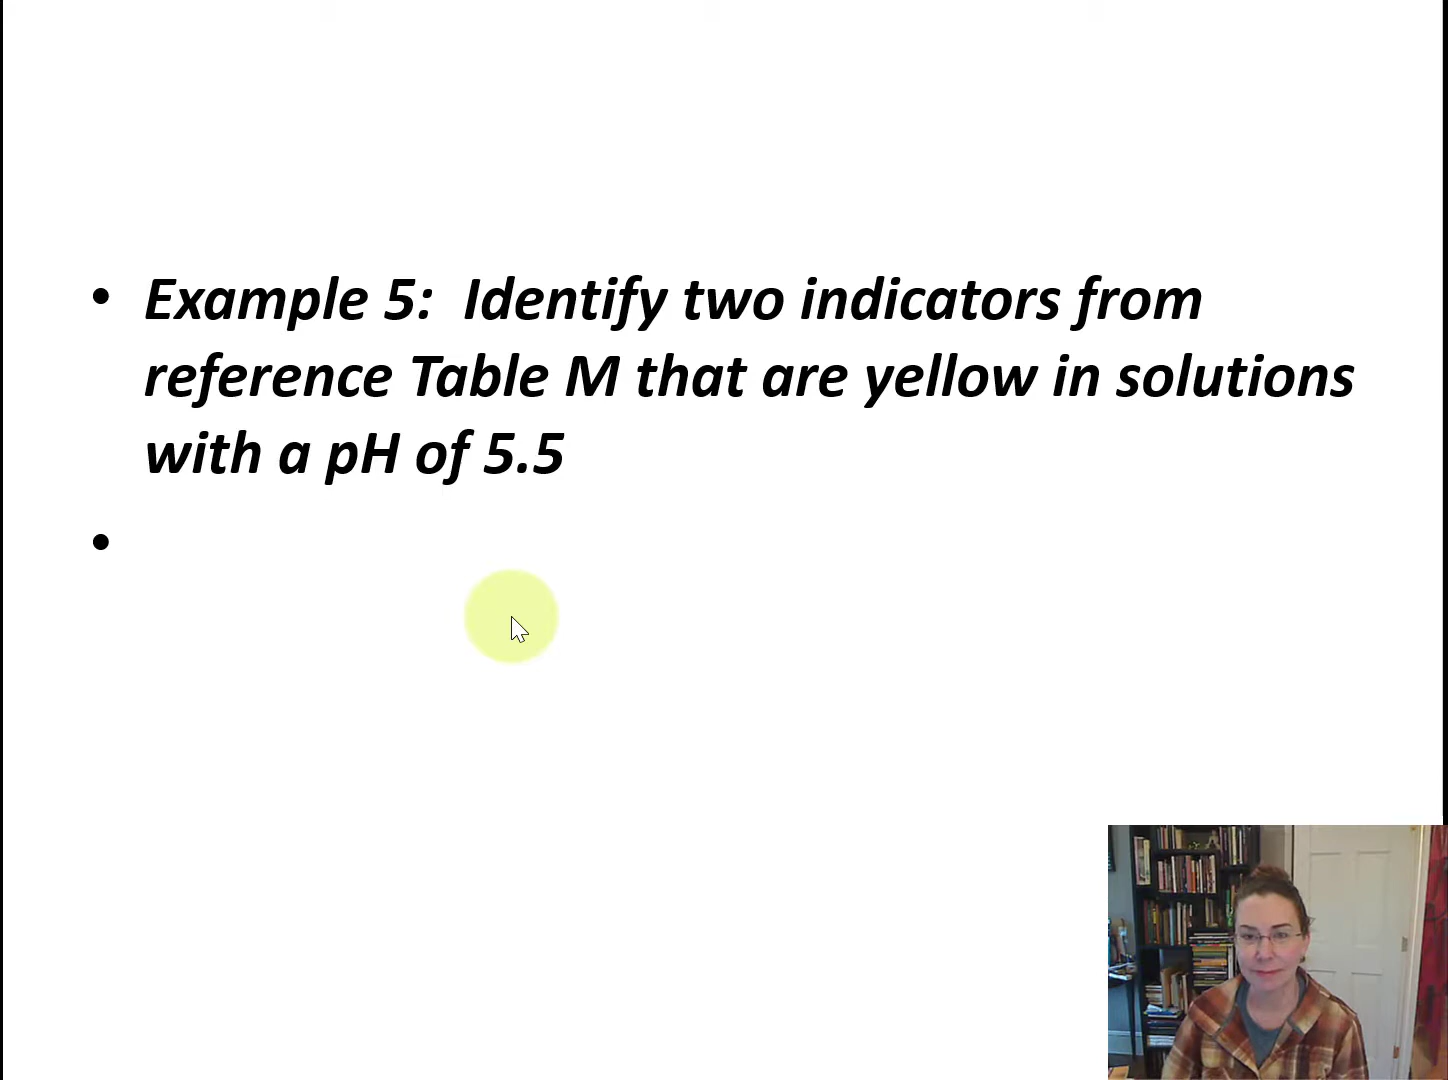 • Example 5: Identify two indicators from
reference Table M that are yellow in solutions
with a pH of 5.5
•